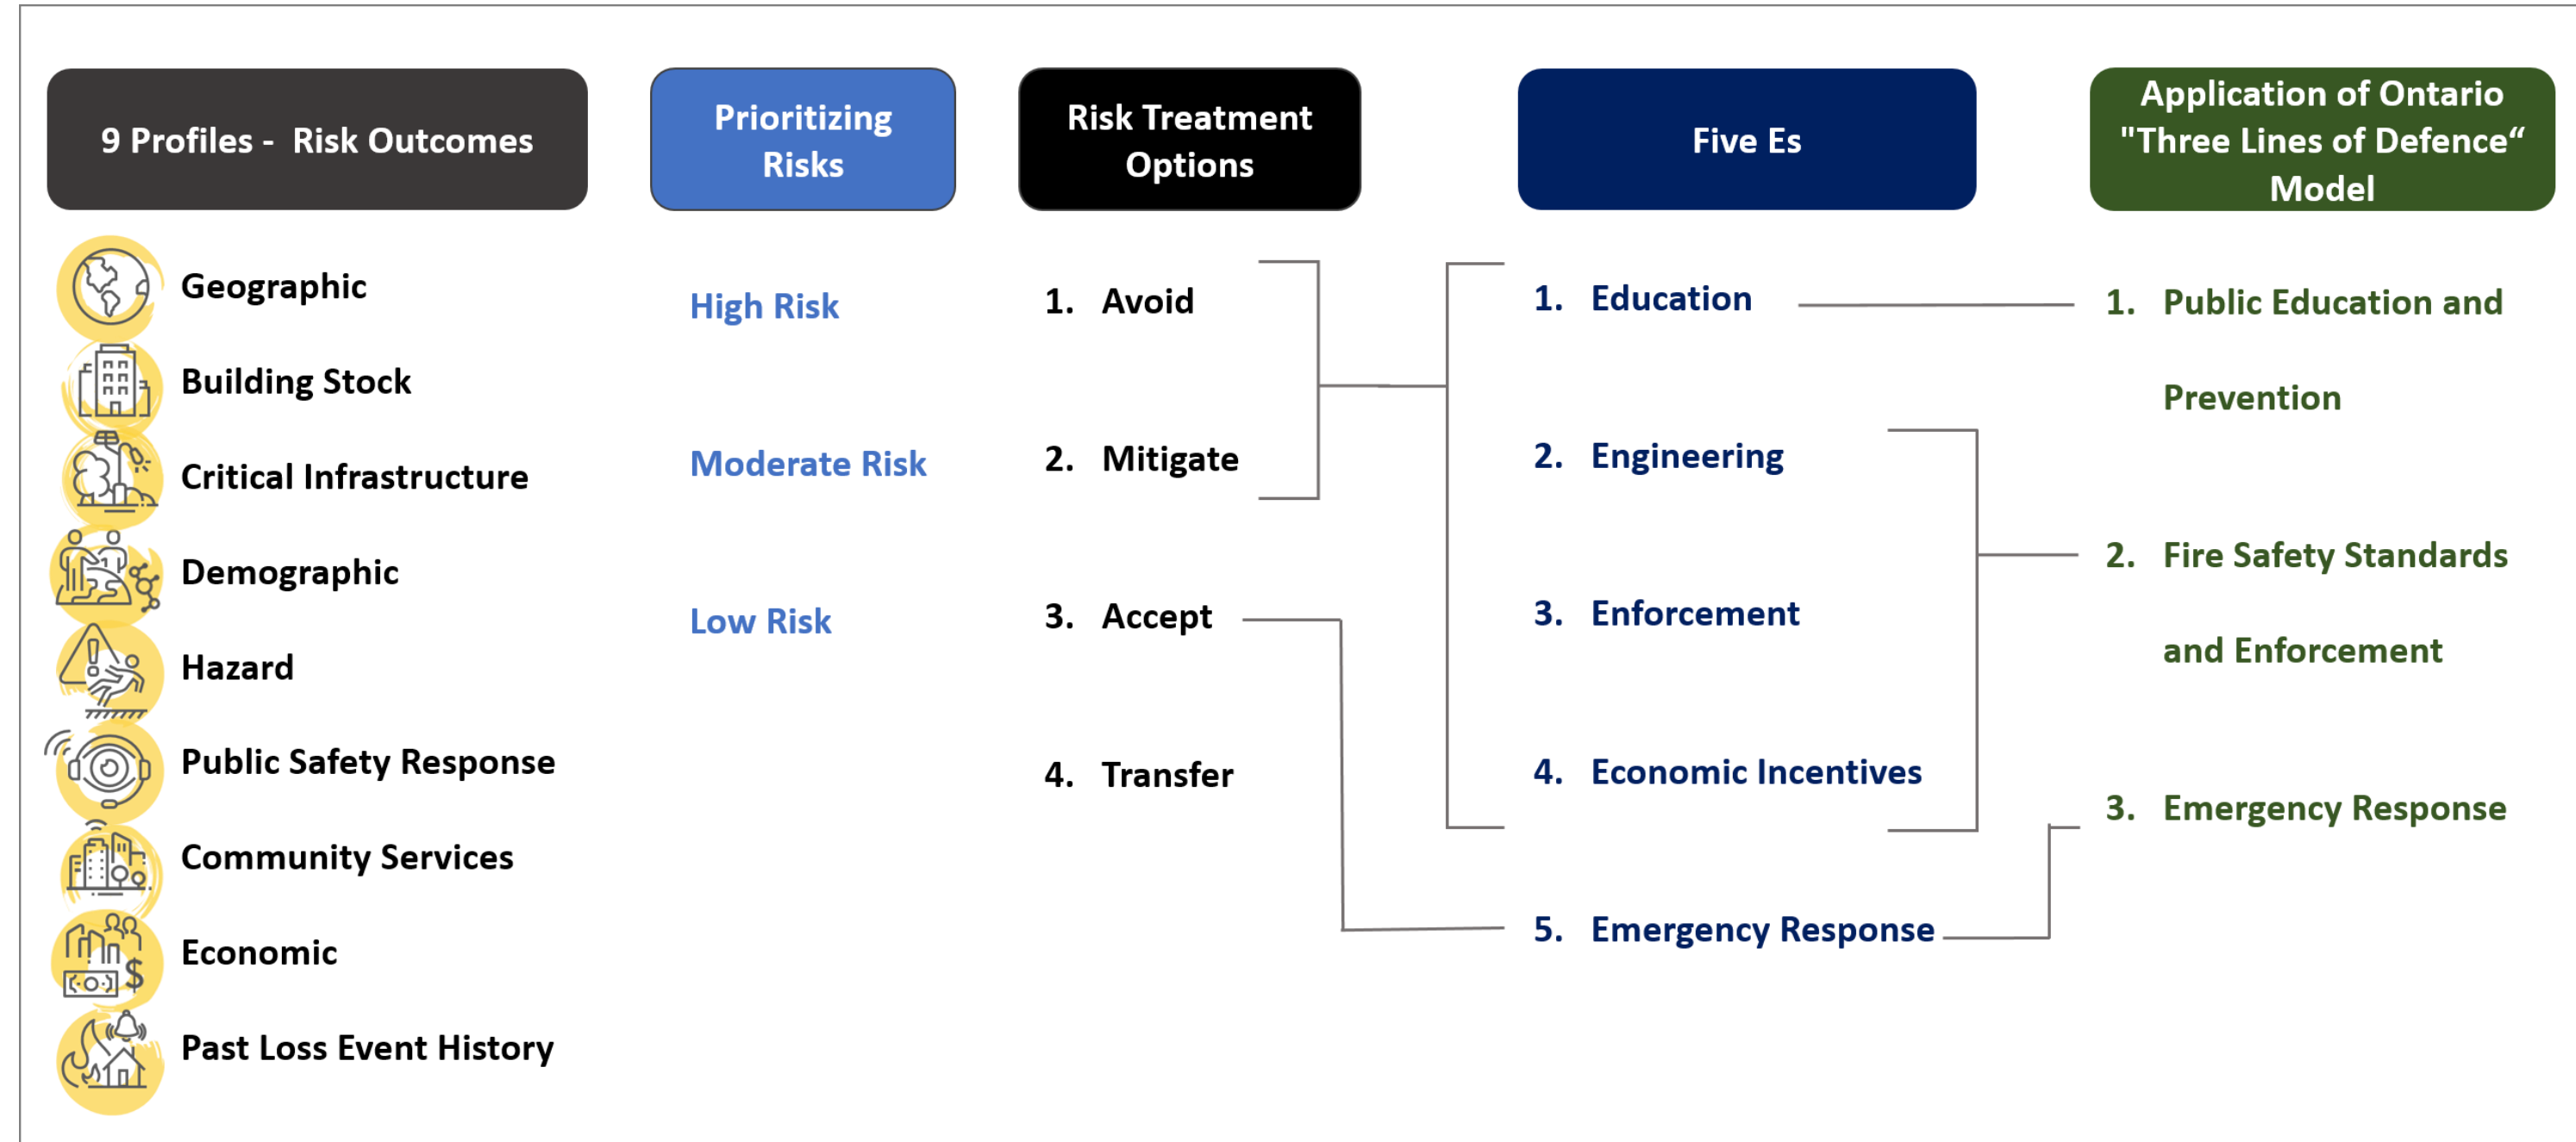 9 Profiles - Risk Outcomes
Geographic
Building Stock
Critical Infrastructure
Demographic
Hazard
Public Safety Response
Community Services
Economic
Past Loss Event History
Prioritizing
Risks
High Risk
Moderate Risk
Low Risk
Risk Treatment
Options
1. Avoid
2. Mitigate
3. Accept
4. Transfer
Five Es
1. Education
2. Engineering
3. Enforcement
4. Economic Incentives
5. Emergency Response
Application of Ontario
"Three Lines of Defence“
Model
1. Public Education and
Prevention
2. Fire Safety Standards
and Enforcement
3. Emergency Response